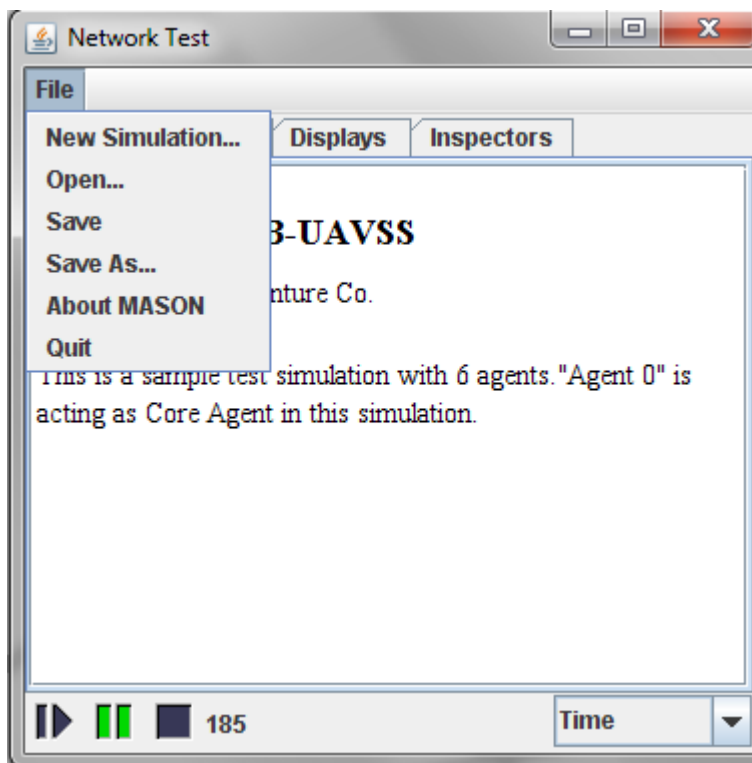 Network Test
File
New Simulation... Displays Inspectors
Open...
Save
-UAVSS
Save As...
About MASON
nture Co.
Quit
This is a sample test simulation with 6 agents."Agent 0" is
acting as Core Agent in this simulation.
185 Time